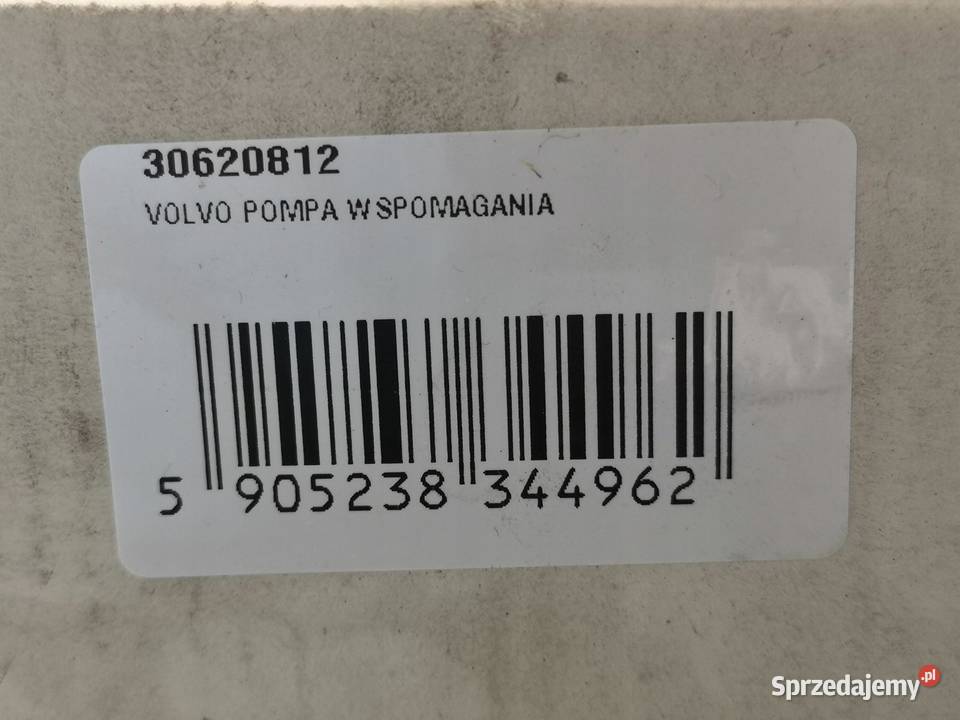 30620812
VOLVO POMPA WSPOMAGANIA
5 905238 344962
Sprzedajemy.pl